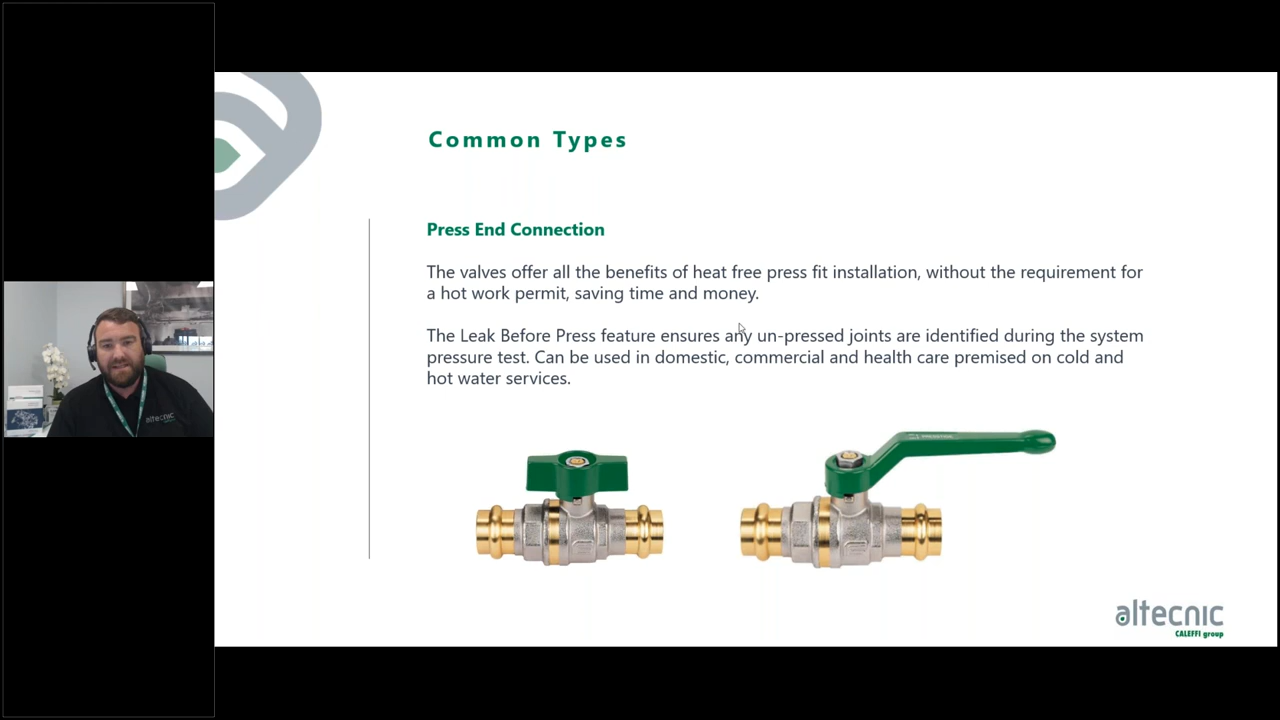 Common Types
Press End Connection
The valves offer all the benefits of heat free press fit installation, without the requirement for
a hot work permit, saving time and money.
The Leak Before Press feature ensures any un-pressed joints are identified during the system
pressure test. Can be used in domestic, commercial and health care premised on cold and
hot water services.
altecnic
altecnic
CALEFFI group